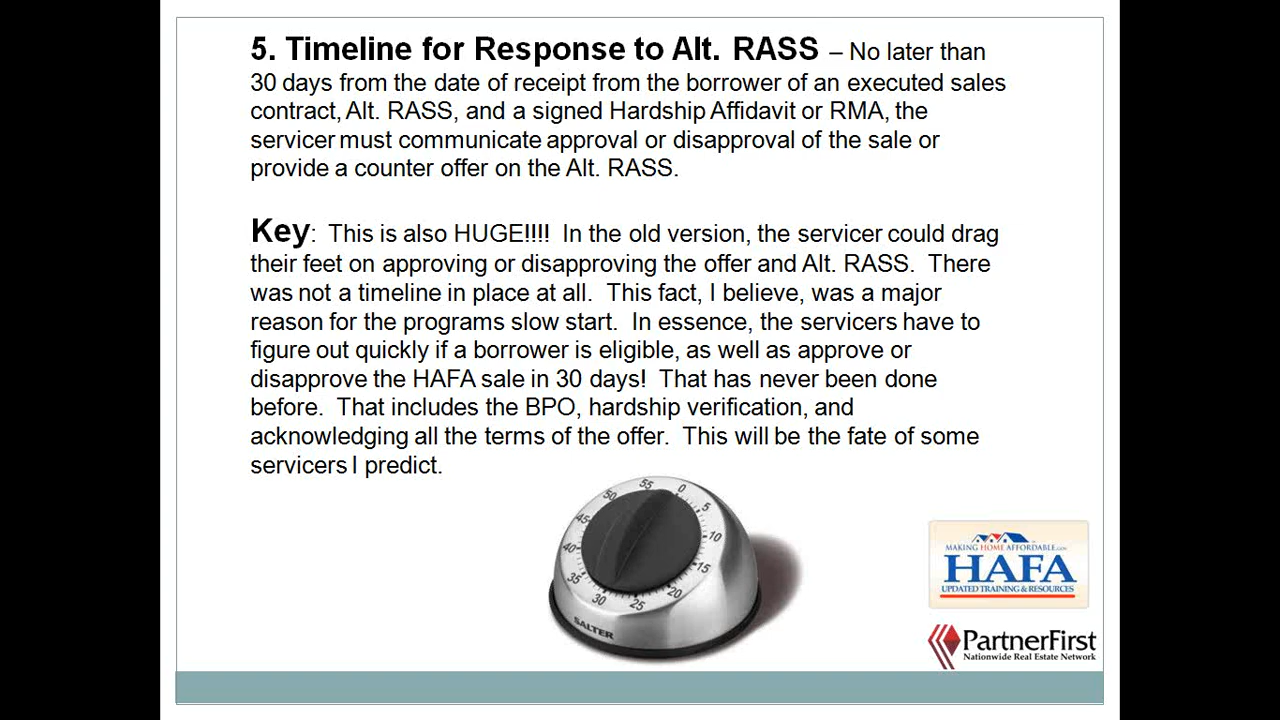 5. Timeline for Response to Alt. RASS – No later than
30 days from the date of receipt from the borrower of an executed sales
contract, Alt. RASS, and a signed Hardship Affidavit or RMA, the
servicer must communicate approval or disapproval of the sale or
provide a counter offer on the Alt. RASS.
Key: This is also HUGE!!!! In the old version, the servicer could drag
their feet on approving or disapproving the offer and Alt. RASS. There
was not a timeline in place at all. This fact, I believe, was a major
reason for the programs slow start. In essence, the servicers have to
figure out quickly if a borrower is eligible, as well as approve or
disapprove the HAFA sale in 30 days! That has never been done
before. That includes the BPO, hardship verification, and
acknowledging all the terms of the offer. This will be the fate of some
servicers I predict.
0
5
10
15
20
25
30
35
40
45
50
55
SALTER
MAKING HOME AFFORDABLE.GOV
HAFA
UPDATED TRAINING & RESOURCES
PartnerFirst
Nationwide Real Estate Network